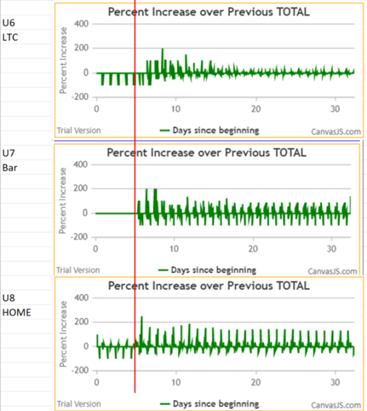 U6
LTC
Percent Increase over Previous TOTAL
Percent Increase
400
200
0
-200
0 10 20 30
Trial Version
Days since beginning
CanvasJS.com
U7
Bar
Percent Increase over Previous TOTAL
Percent Increase
400
200
0
-200
0 10 20 30
Trial Version
Days since beginning
CanvasJS.com
U8
HOME
Percent Increase over Previous TOTAL
Percent Increase
400
200
0
-200
0 10 20 30
Trial Version
Days since beginning
CanvasJS.com